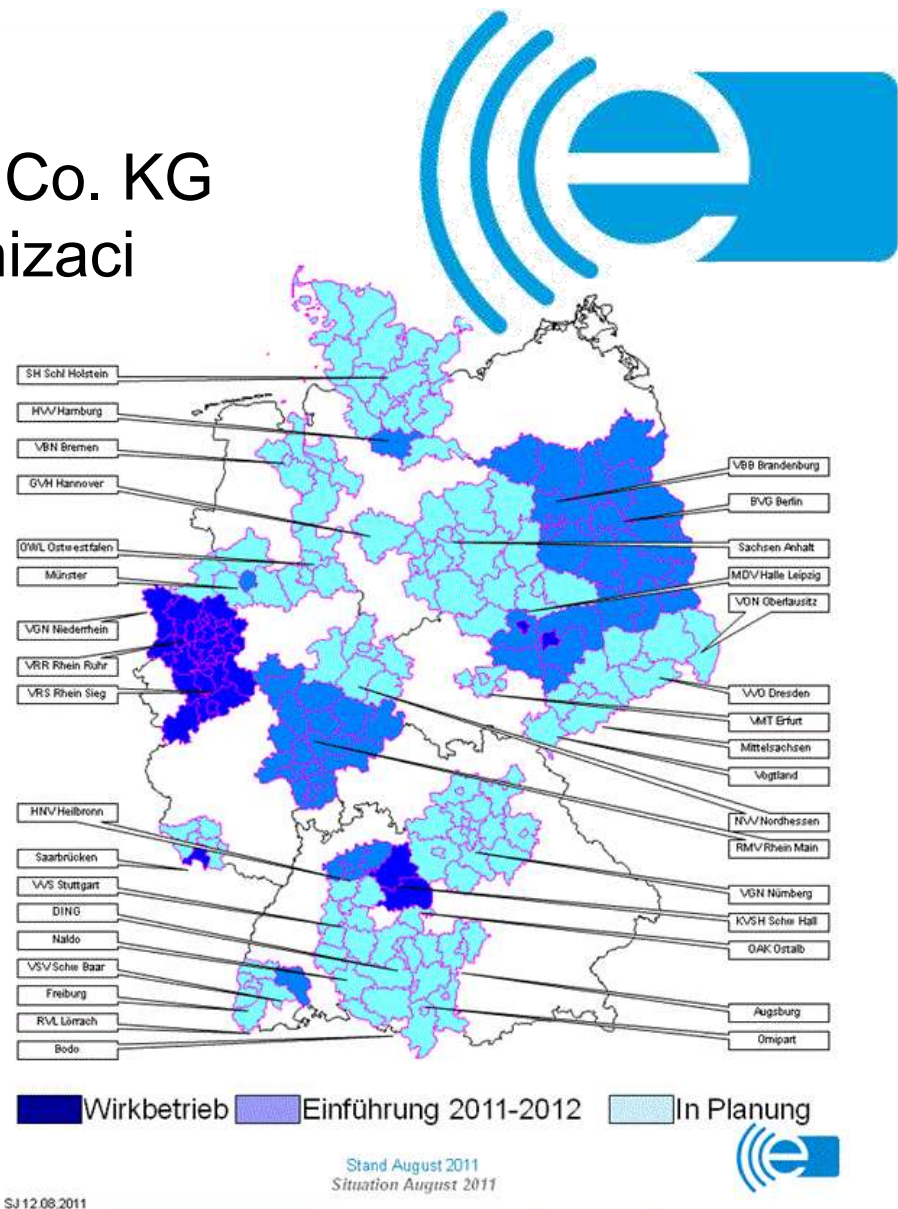 Co. KG
nizaci
SH Schl Holstein
HVV Hamburg
VBN Bremen
GVH Hannover
OWL Ostwestfalen
Münster
VGN Niederrhein
VRR Rhein Ruhr
VRS Rhein Sieg
HNV Heilbronn
Saarbrücken
VVS Stuttgart
DING
Naldo
VSV Schw Baar
Freiburg
RVL Lörrach
Bodo
VBB Brandenburg
BVG Berlin
Sachsen Anhalt
MDV Halle Leipzig
VON Oberlausitz
VVO Dresden
VMT Erfurt
Mittelsachsen
Vogtland
NVV Nordhessen
RMV Rhein Main
VGN Nürnberg
KVSH Schw Hall
OAK Ostalb
Augsburg
Omipart
Wirkbetrieb Einführung 2011-2012 In Planung
Stand August 2011
Situation August 2011
SJ 12.08.2011